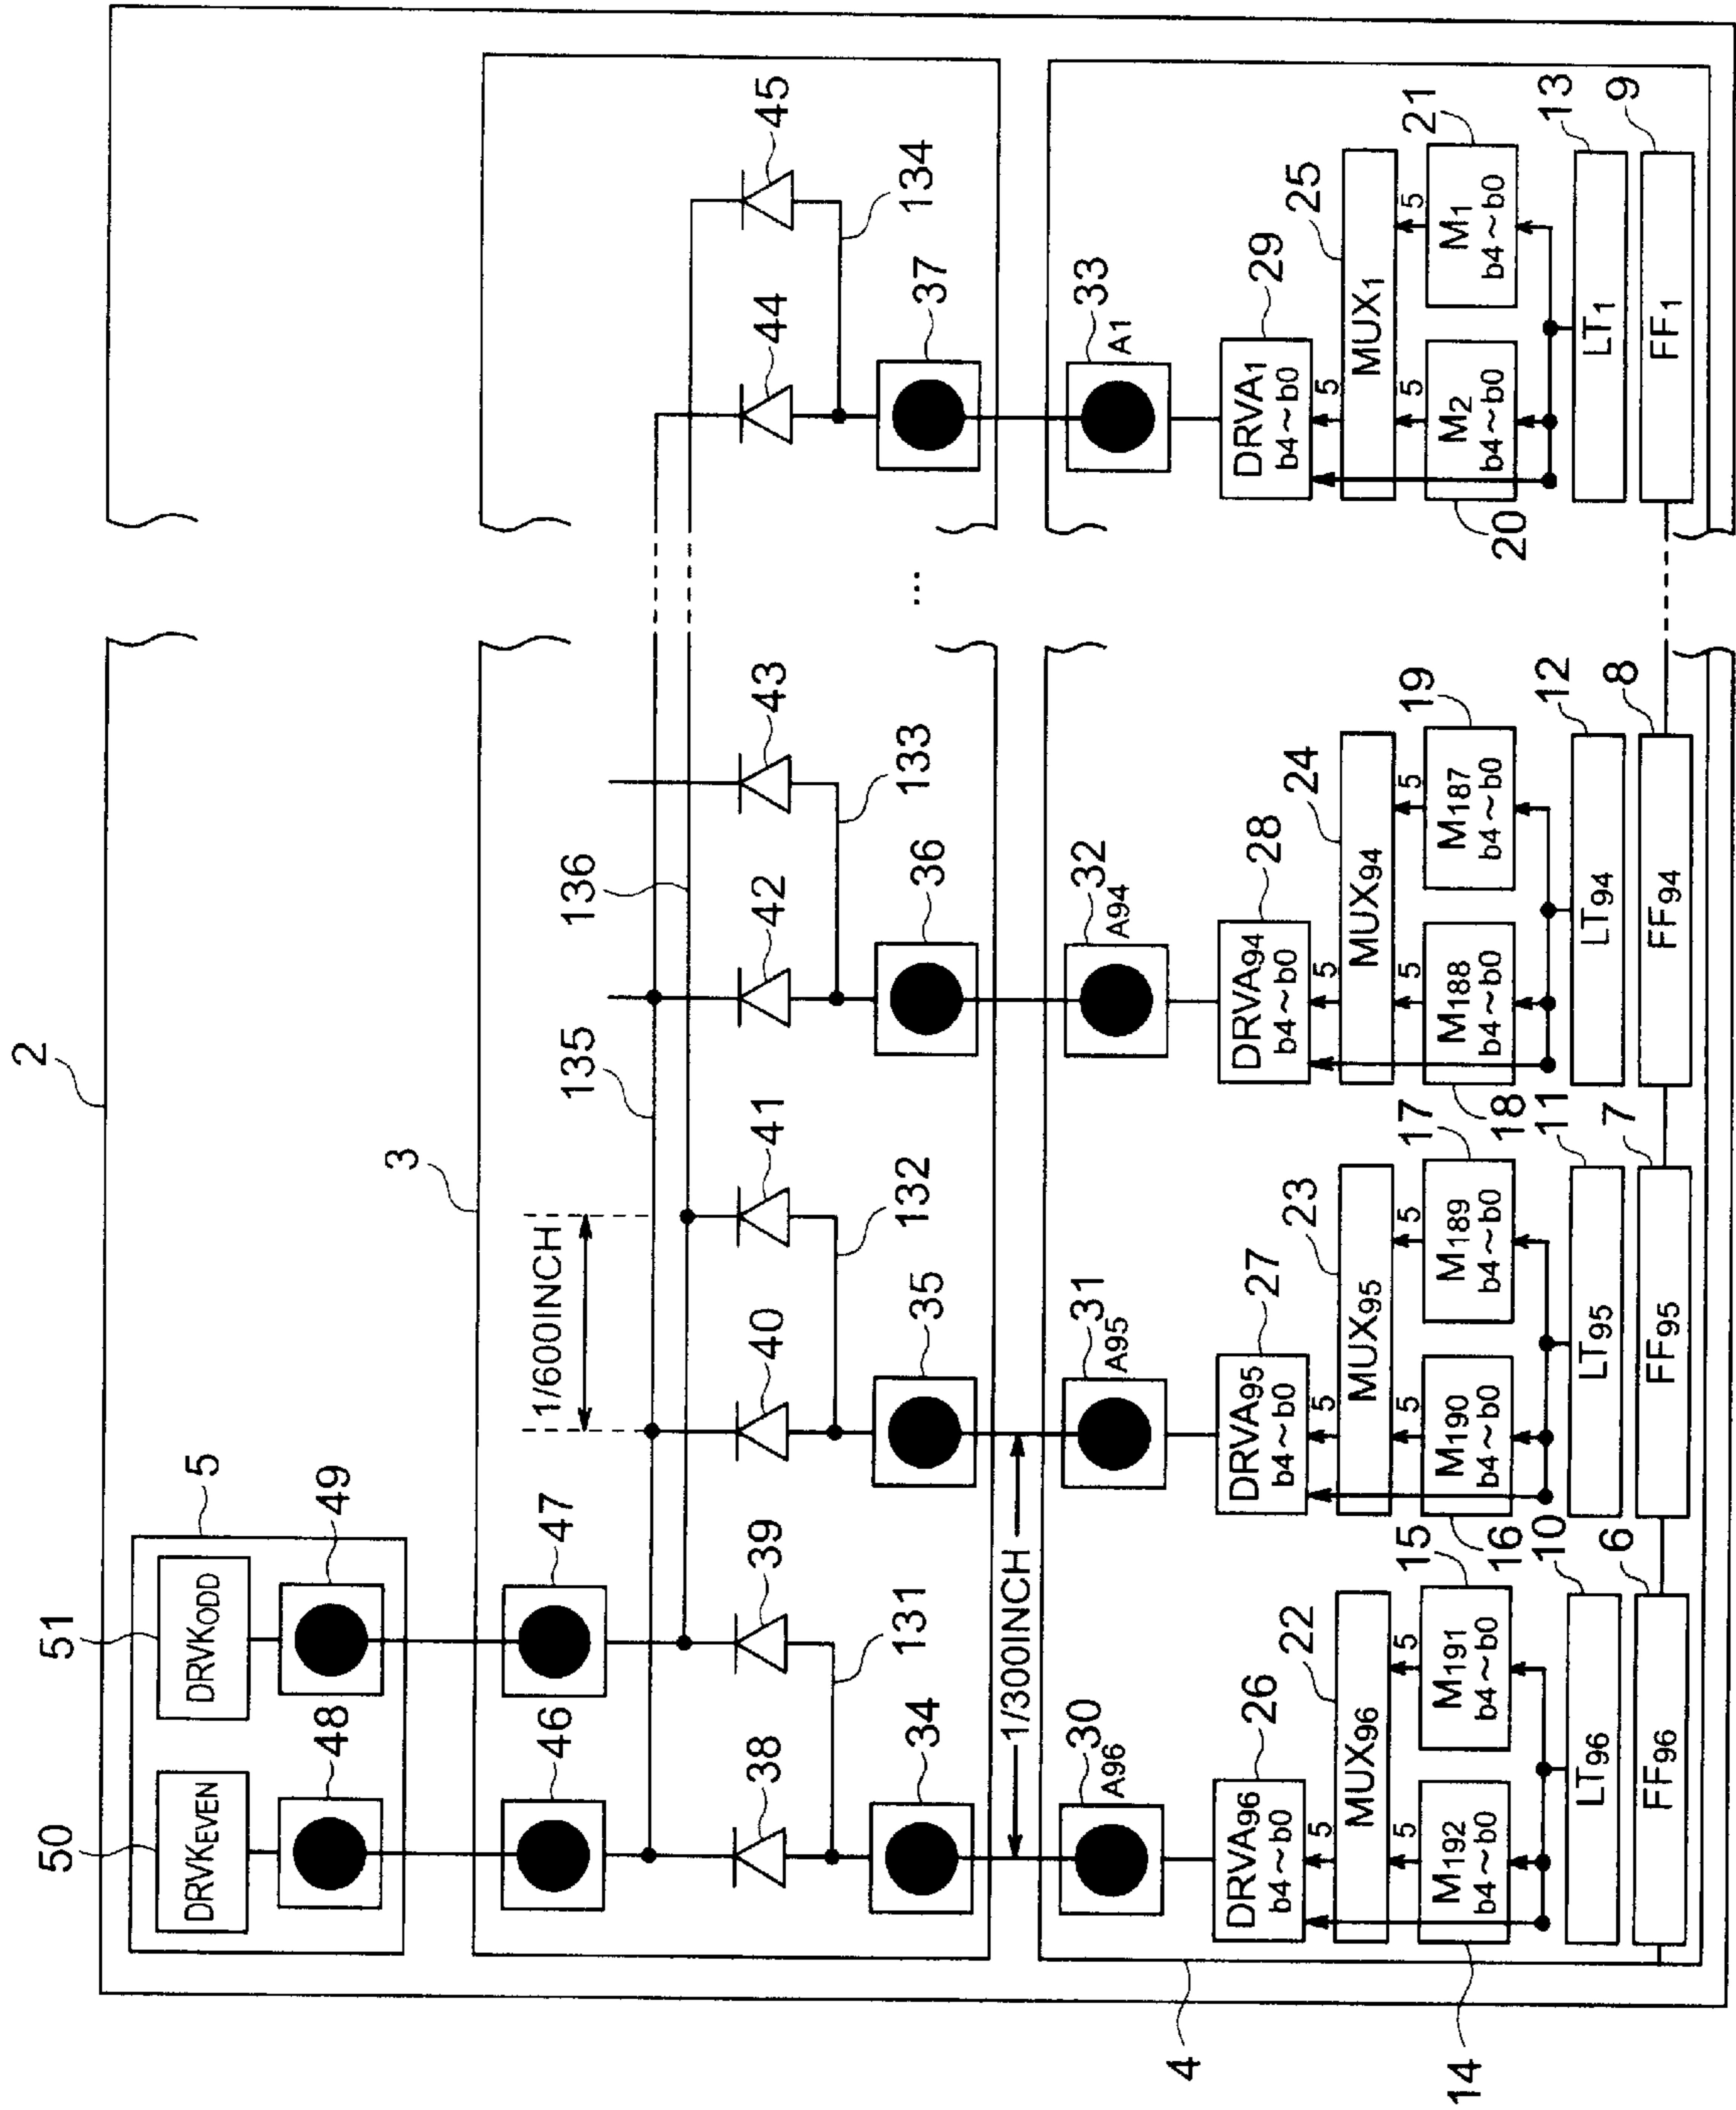 2
50
51
DRVKEVEN
DRVKODD
5
48
49
3
46
47
1/600INCH
135
136
38
39
40
41
42
43
44
45
131
132
133
134
34
35
36
37
...
1/300INCH
4
30
A96
31
A95
32
A94
33
A1
26
DRVA96
b4~b0
27
DRVA95
b4~b0
28
DRVA94
b4~b0
29
DRVA1
b4~b0
5
5
5
5
22
MUX96
23
MUX95
24
MUX94
25
MUX1
5
5
5
5
5
5
5
5
14
M192
b4~b0
15
M191
b4~b0
16
M190
b4~b0
17
M189
b4~b0
18
M188
b4~b0
19
M187
b4~b0
20
M2
b4~b0
21
M1
b4~b0
10
LT96
11
LT95
12
LT94
13
LT1
6
FF96
7
FF95
8
FF94
9
FF1